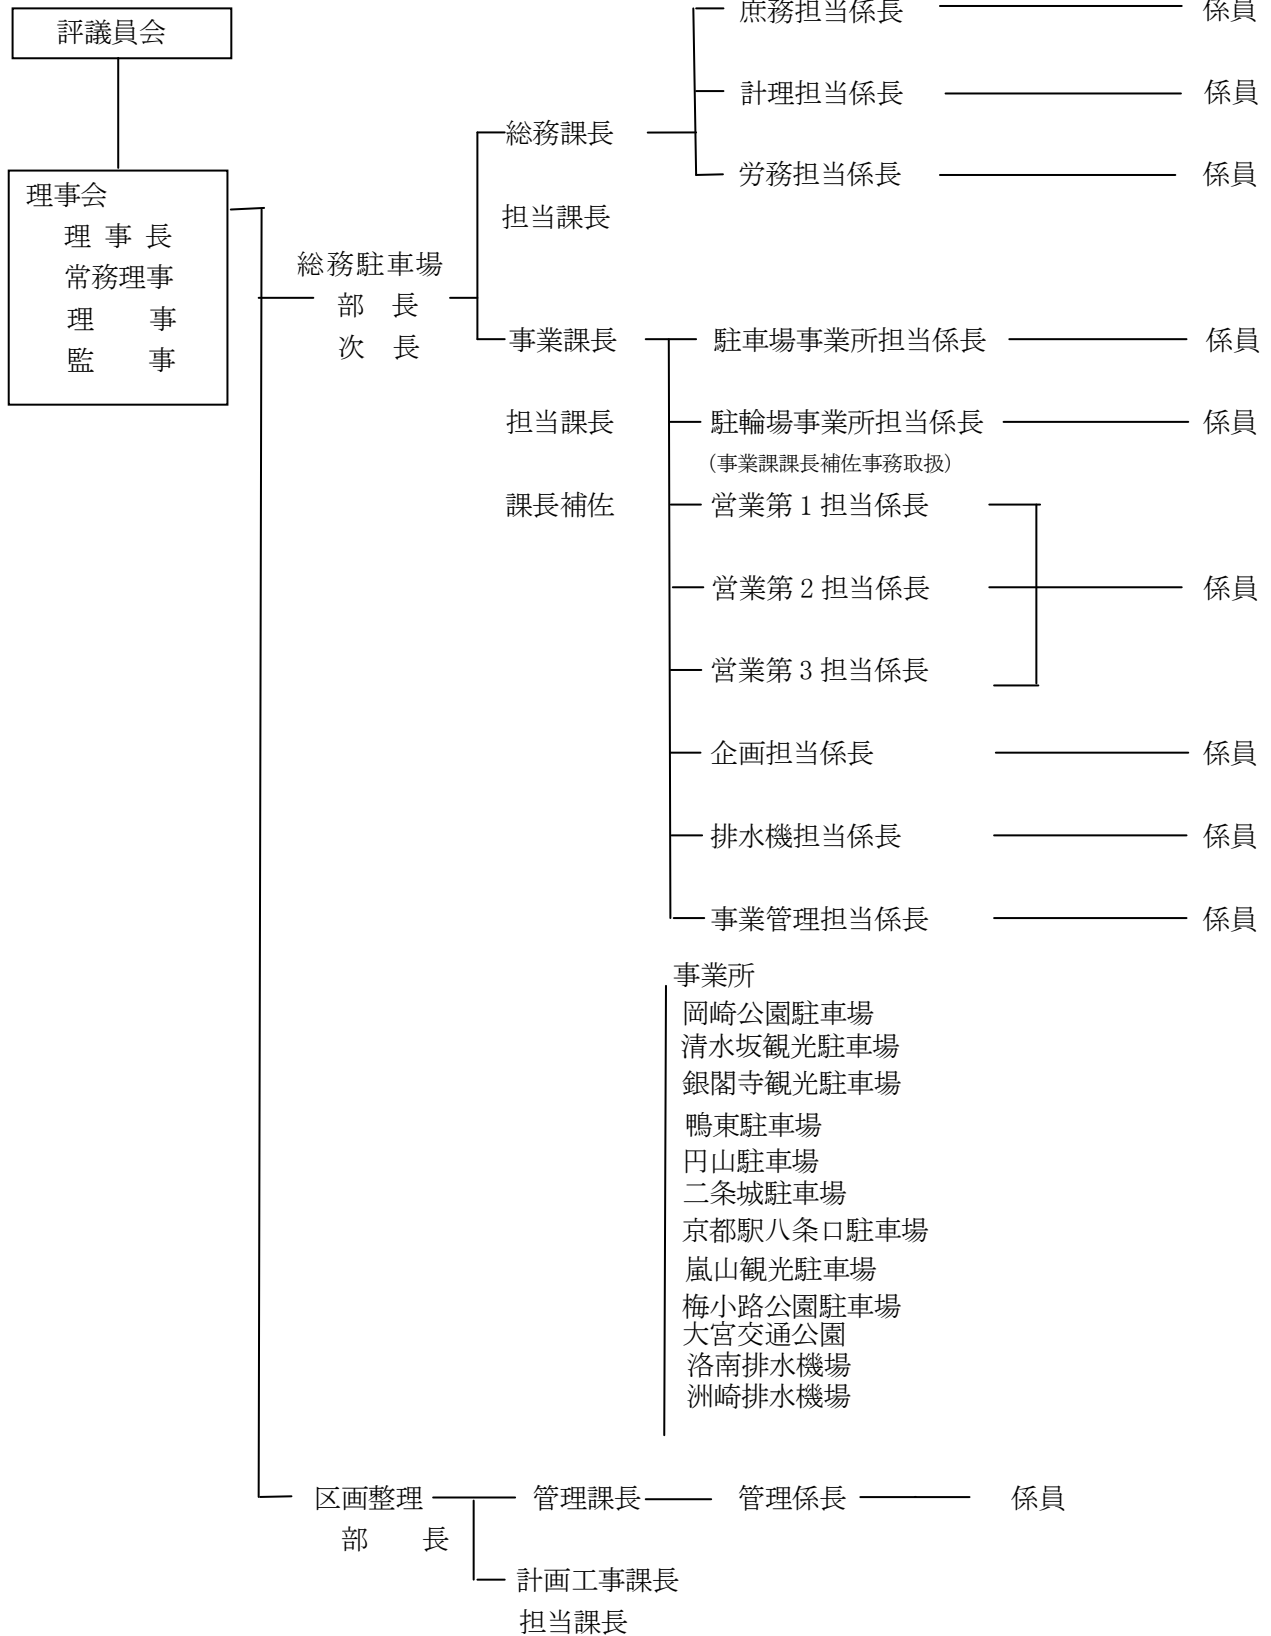 評議員会
理事会
理 事 長
常務理事
理　　事
監　　事
総務駐車場
部　長
次　長
総務課長
担当課長
庶務担当係長 係員
計理担当係長 係員
労務担当係長 係員
事業課長
担当課長
課長補佐
駐車場事業所担当係長 係員
駐輪場事業所担当係長 係員
(事業課課長補佐事務取扱)
営業第１担当係長
営業第２担当係長 係員
営業第３担当係長
企画担当係長 係員
排水機担当係長 係員
事業管理担当係長 係員
事業所
岡崎公園駐車場
清水坂観光駐車場
銀閣寺観光駐車場
鴨東駐車場
円山駐車場
二条城駐車場
京都駅八条口駐車場
嵐山観光駐車場
梅小路公園駐車場
大宮交通公園
洛南排水機場
洲崎排水機場
区画整理
部　　長
管理課長 管理係長 係員
計画工事課長
担当課長